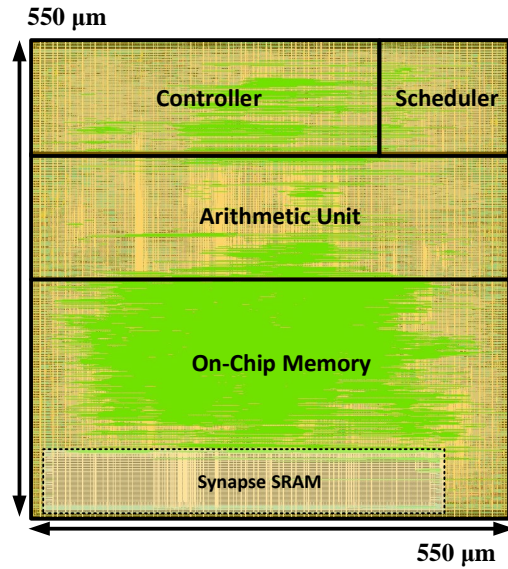 550 μm
Controller
Scheduler
Arithmetic Unit
On-Chip Memory
Synapse SRAM
550 μm